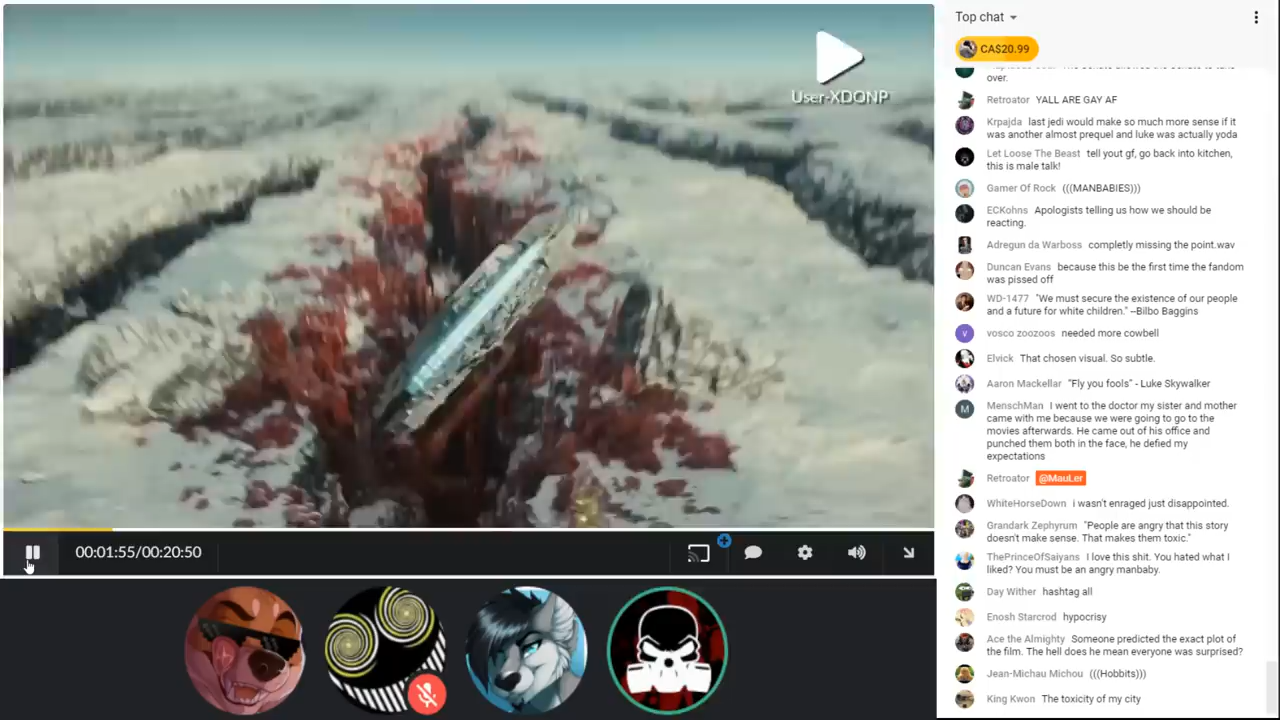 Top chat
CA$20.99
over.
Retroator YALL ARE GAY AF
Krpajda last jedi would make so much more sense if it
was another almost prequel and luke was actually yoda
Let Loose The Beast tell yout gf, go back into kitchen,
this is male talk!
Gamer Of Rock (((MANBABIES)))
ECKohns Apologists telling us how we should be
reacting.
Adregun da Warboss completly missing the point.wav
Duncan Evans because this be the first time the fandom
was pissed off
WD-1477 "We must secure the existence of our people
and a future for white children." --Bilbo Baggins
v
vosco zoozoos needed more cowbell
Elvick That chosen visual. So subtle.
Aaron Mackellar "Fly you fools" - Luke Skywalker
M
MenschMan I went to the doctor my sister and mother
came with me because we were going to go to the
movies afterwards. He came out of his office and
punched them both in the face, he defied my
expectations
Retroator @MauLer
WhiteHorseDown i wasn't enraged just disappointed.
Grandark Zephyrum "People are angry that this story
doesn't make sense. That makes them toxic."
ThePrinceOfSaiyans I love this shit. You hated what I
liked? You must be an angry manbaby.
Day Wither hashtag all
Enosh Starcrod hypocrisy
Ace the Almighty Someone predicted the exact plot of
the film. The hell does he mean everyone was surprised?
Jean-Michau Michou (((Hobbits)))
King Kwon The toxicity of my city
User-XDONP
00:01:55/00:20:50